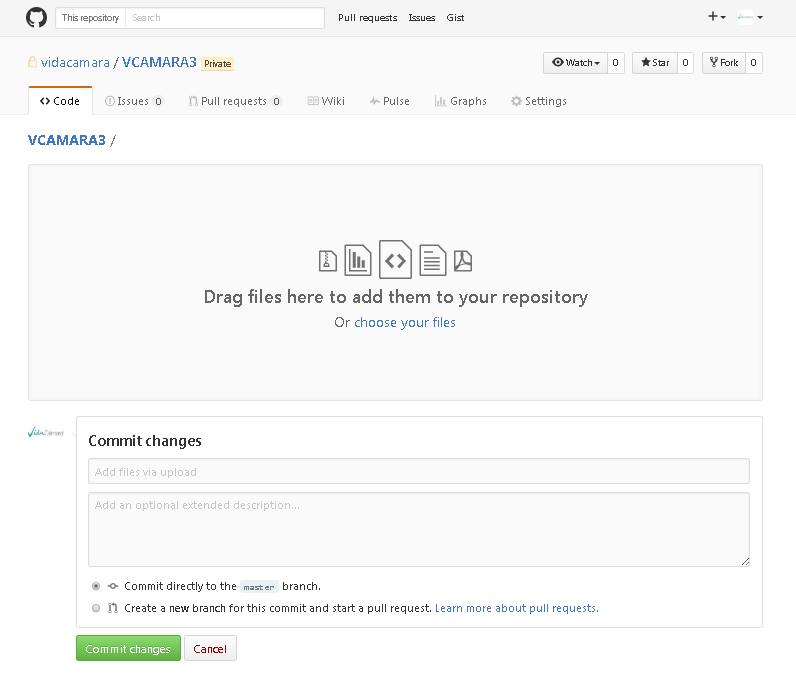 This repository Search Pull requests Issues Gist
vidacamara / VCAMARA3 Private Watch 0 Star 0 Fork 0
Code Issues 0 Pull requests 0 Wiki Pulse Graphs Settings
VCAMARA3 /
Drag files here to add them to your repository
Or choose your files
Commit changes
Add files via upload
Add an optional extended description...
Commit directly to the master branch.
Create a new branch for this commit and start a pull request. Learn more about pull requests.
Commit changes Cancel